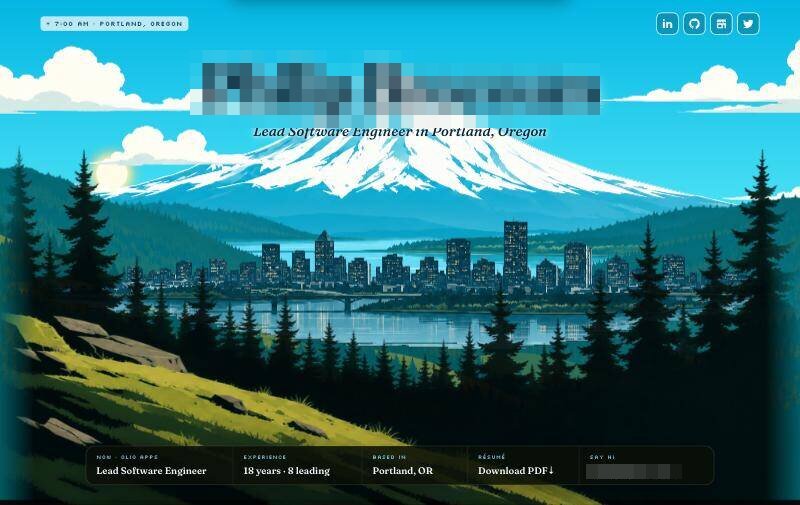 7:00 AM · PORTLAND, OREGON
in
Lead Software Engineer in Portland, Oregon
NOW · OLIO APPS
Lead Software Engineer
EXPERIENCE
18 years · 8 leading
BASED IN
Portland, OR
RÉSUMÉ
Download PDF↓
SAY HI